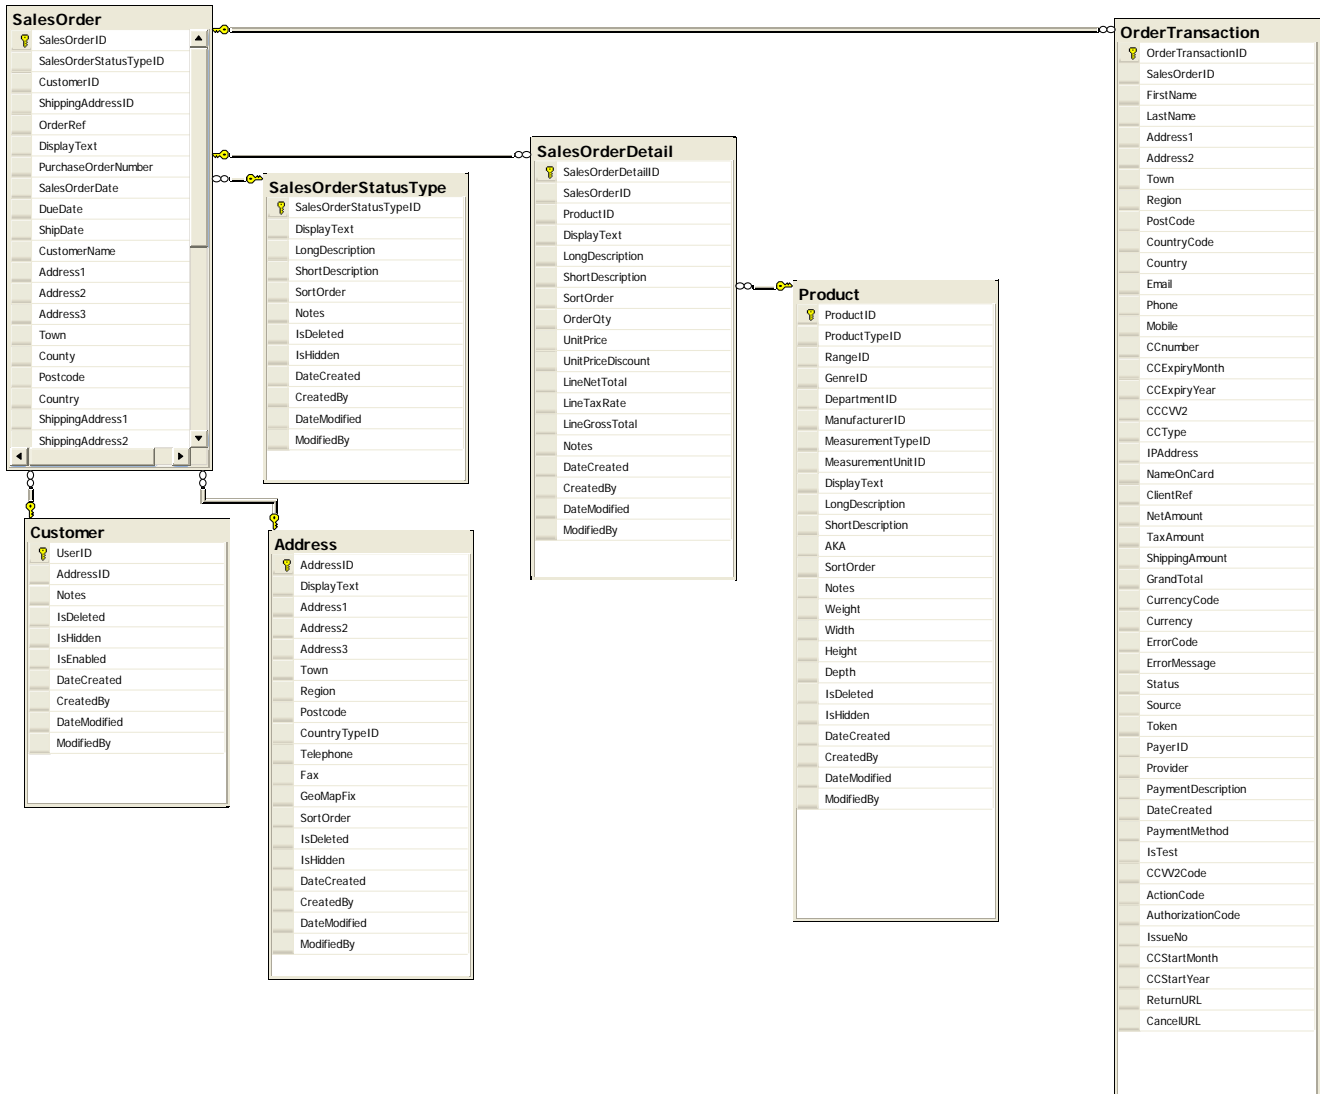 SalesOrder
SalesOrderID
SalesOrderStatusTypeID
CustomerID
ShippingAddressID
OrderRef
DisplayText
PurchaseOrderNumber
SalesOrderDate
DueDate
ShipDate
CustomerName
Address1
Address2
Address3
Town
County
Postcode
Country
ShippingAddress1
ShippingAddress2
SalesOrderStatusType
SalesOrderStatusTypeID
DisplayText
LongDescription
ShortDescription
SortOrder
Notes
IsDeleted
IsHidden
DateCreated
CreatedBy
DateModified
ModifiedBy
Customer
UserID
AddressID
Notes
IsDeleted
IsHidden
IsEnabled
DateCreated
CreatedBy
DateModified
ModifiedBy
Address
AddressID
DisplayText
Address1
Address2
Address3
Town
Region
Postcode
CountryTypeID
Telephone
Fax
GeoMapFix
SortOrder
IsDeleted
IsHidden
DateCreated
CreatedBy
DateModified
ModifiedBy
SalesOrderDetail
SalesOrderDetailID
SalesOrderID
ProductID
DisplayText
LongDescription
ShortDescription
SortOrder
OrderQty
UnitPrice
UnitPriceDiscount
LineNetTotal
LineTaxRate
LineGrossTotal
Notes
DateCreated
CreatedBy
DateModified
ModifiedBy
Product
ProductID
ProductTypeID
RangeID
GenreID
DepartmentID
ManufacturerID
MeasurementTypeID
MeasurementUnitID
DisplayText
LongDescription
ShortDescription
AKA
SortOrder
Notes
Weight
Width
Height
Depth
IsDeleted
IsHidden
DateCreated
CreatedBy
DateModified
ModifiedBy
OrderTransaction
OrderTransactionID
SalesOrderID
FirstName
LastName
Address1
Address2
Town
Region
PostCode
CountryCode
Country
Email
Phone
Mobile
CCnumber
CCExpiryMonth
CCExpiryYear
CCCVV2
CCType
IPAddress
NameOnCard
ClientRef
NetAmount
TaxAmount
ShippingAmount
GrandTotal
CurrencyCode
Currency
ErrorCode
ErrorMessage
Status
Source
Token
PayerID
Provider
PaymentDescription
DateCreated
PaymentMethod
IsTest
CCVV2Code
ActionCode
AuthorizationCode
IssueNo
CCStartMonth
CCStartYear
ReturnURL
CancelURL